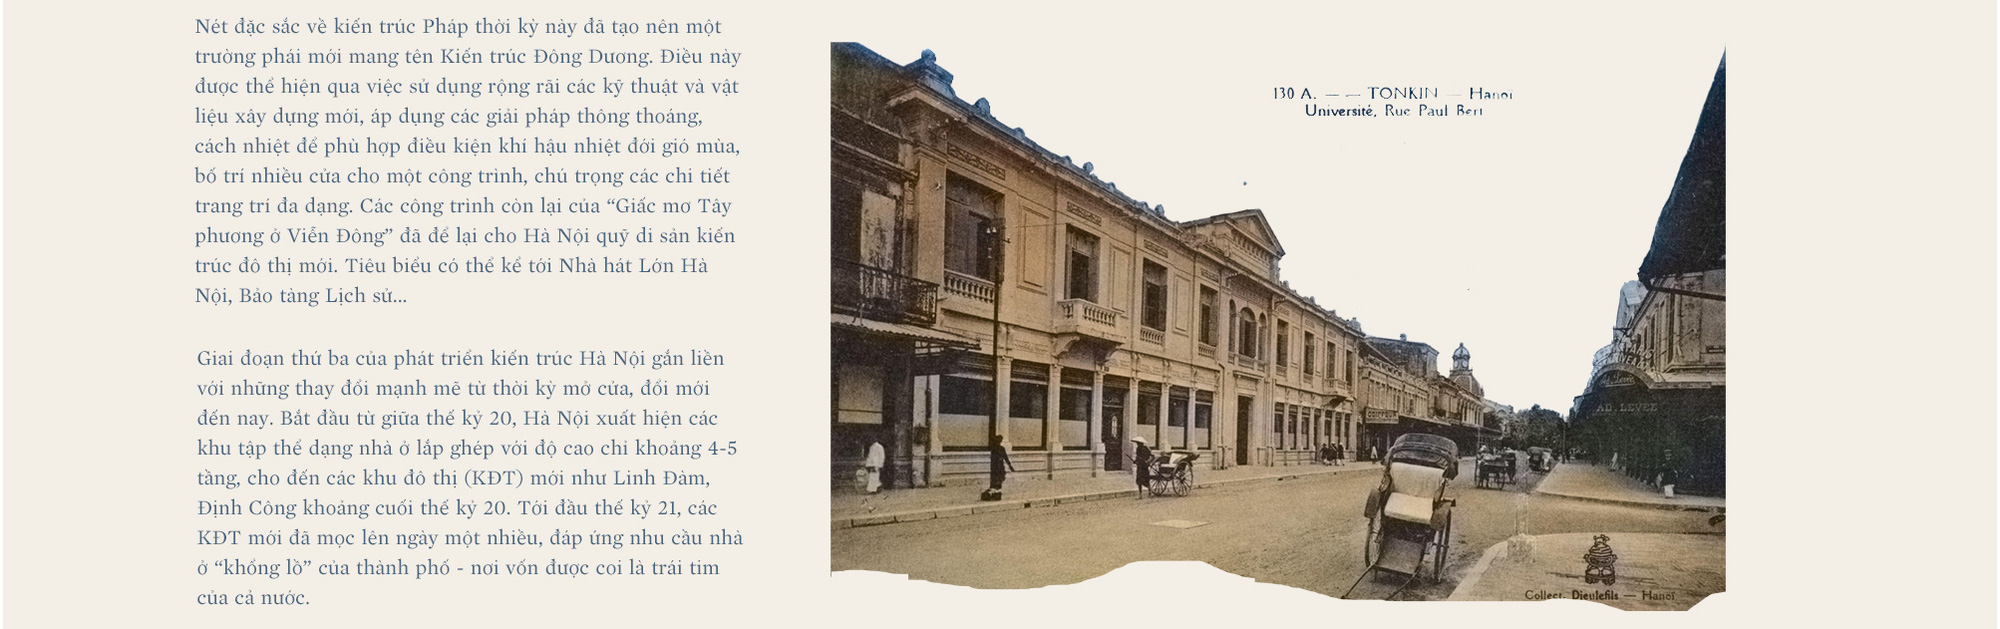 Nét đặc sắc về kiến trúc Pháp thời kỳ này đã tạo nên một
trường phái mới mang tên Kiến trúc Đông Dương. Điều này
được thể hiện qua việc sử dụng rộng rãi các kỹ thuật và vật
liệu xây dựng mới, áp dụng các giải pháp thông thoáng,
cách nhiệt để phù hợp điều kiện khí hậu nhiệt đới gió mùa,
bố trí nhiều cửa cho một công trình, chú trọng các chi tiết
trang trí đa dạng. Các công trình còn lại của “Giấc mơ Tây
phương ở Viễn Đông” đã để lại cho Hà Nội quỹ di sản kiến
trúc đô thị mới. Tiêu biểu có thể kể tới Nhà hát Lớn Hà
Nội, Bảo tàng Lịch sử...
Giai đoạn thứ ba của phát triển kiến trúc Hà Nội gắn liền
với những thay đổi mạnh mẽ từ thời kỳ mở cửa, đổi mới
đến nay. Bắt đầu từ giữa thế kỷ 20, Hà Nội xuất hiện các
khu tập thể dạng nhà ở lắp ghép với độ cao chỉ khoảng 4-5
tầng, cho đến các khu đô thị (KĐT) mới như Linh Đàm,
Định Công khoảng cuối thế kỷ 20. Tới đầu thế kỷ 21, các
KĐT mới đã mọc lên ngày một nhiều, đáp ứng nhu cầu nhà
ở “khổng lồ” của thành phố - nơi vốn được coi là trái tim
của cả nước.
130 A. — — TONKIN — Hanoi
Université, Rue Paul Bert
COIFFEUR
AD. LEVEE
Collect. Dieulefils — Hanoï